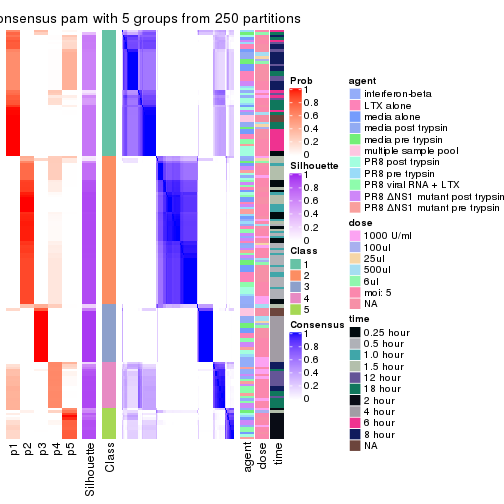 onsensus pam with 5 groups from 250 partitions
Prob
1
0.8
0.6
0.4
0.2
0
Silhouette
1
0.8
0.6
0.4
0.2
0
Class
1
2
3
4
5
Consensus
1
0.8
0.6
0.4
0.2
0
agent
interferon-beta
LTX alone
media alone
media post trypsin
media pre trypsin
multiple sample pool
PR8 post trypsin
PR8 pre trypsin
PR8 viral RNA + LTX
PR8 ΔNS1 mutant post trypsin
PR8 ΔNS1 mutant pre trypsin
dose
1000 U/ml
100ul
25ul
500ul
6ul
moi: 5
NA
time
0.25 hour
0.5 hour
1.0 hour
1.5 hour
12 hour
18 hour
2 hour
4 hour
6 hour
8 hour
NA
p1
p2
p3
p4
p5
Silhouette
Class
agent
dose
time